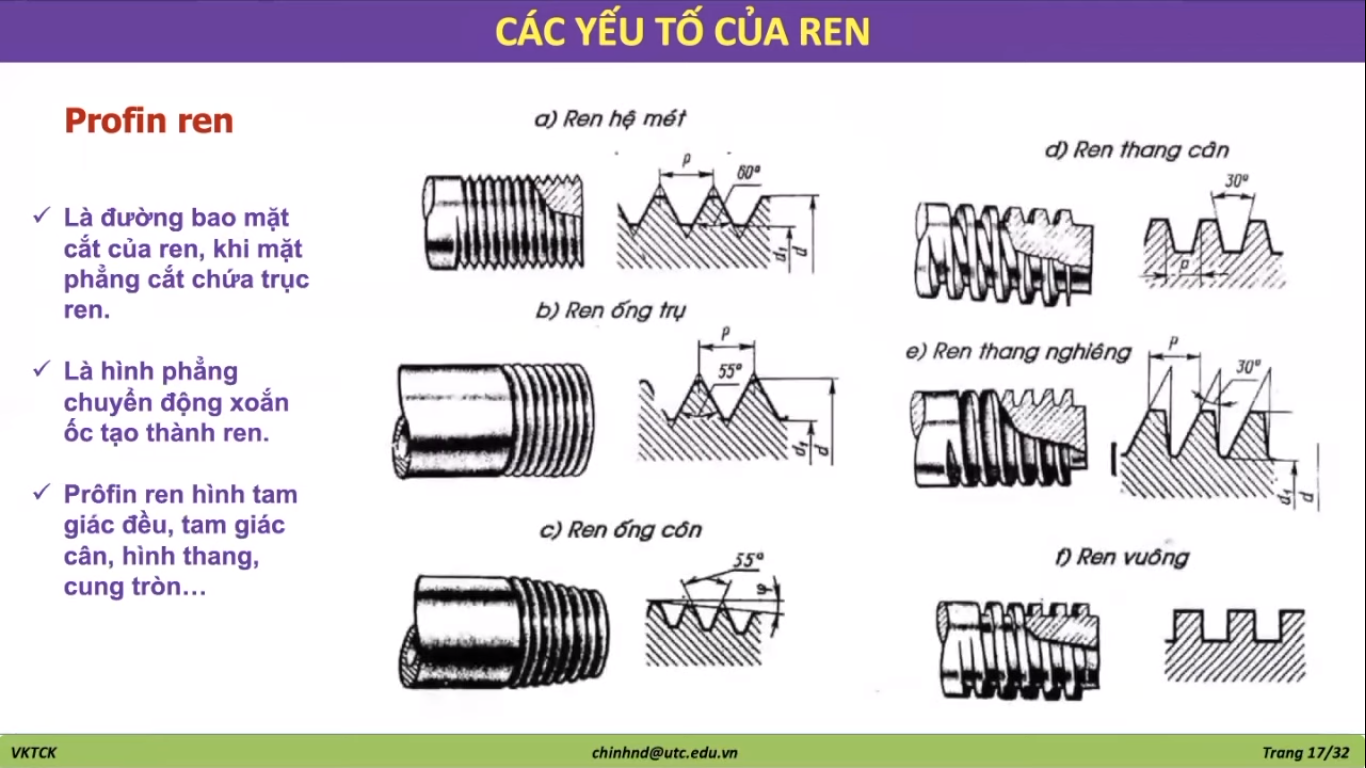 CÁC YẾU TỐ CỦA REN
Profin ren
✓ Là đường bao mặt
cắt của ren, khi mặt
phẳng cắt chứa trục
ren.
✓ Là hình phẳng
chuyển động xoắn
ốc tạo thành ren.
✓ Prôfin ren hình tam
giác đều, tam giác
cân, hình thang,
cung tròn…
a) Ren hệ mét
P
60°
d₁
d
b) Ren ống trụ
P
55°
d₁
d
c) Ren ống côn
55°
φ
d) Ren thang cân
30°
p
e) Ren thang nghiêng
P
30°
d₁
d
f) Ren vuông
VKTCK
chinhnd@utc.edu.vn
Trang 17/32